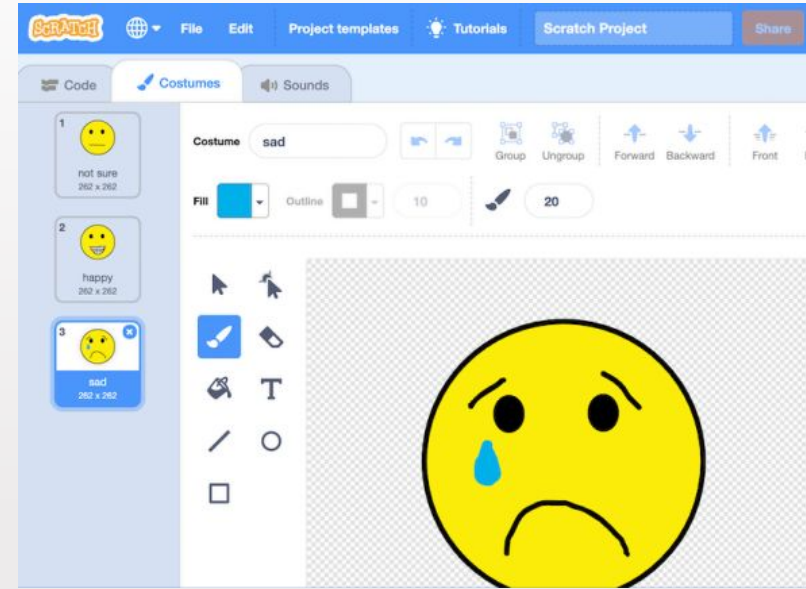 SCRATCH File Edit Project templates Tutorials Scratch Project Share
Code Costumes Sounds
1
not sure
262 x 262
2
happy
262 x 262
3
sad
262 x 262
Costume sad Group Ungroup Forward Backward Front
Fill Outline 10 20
T